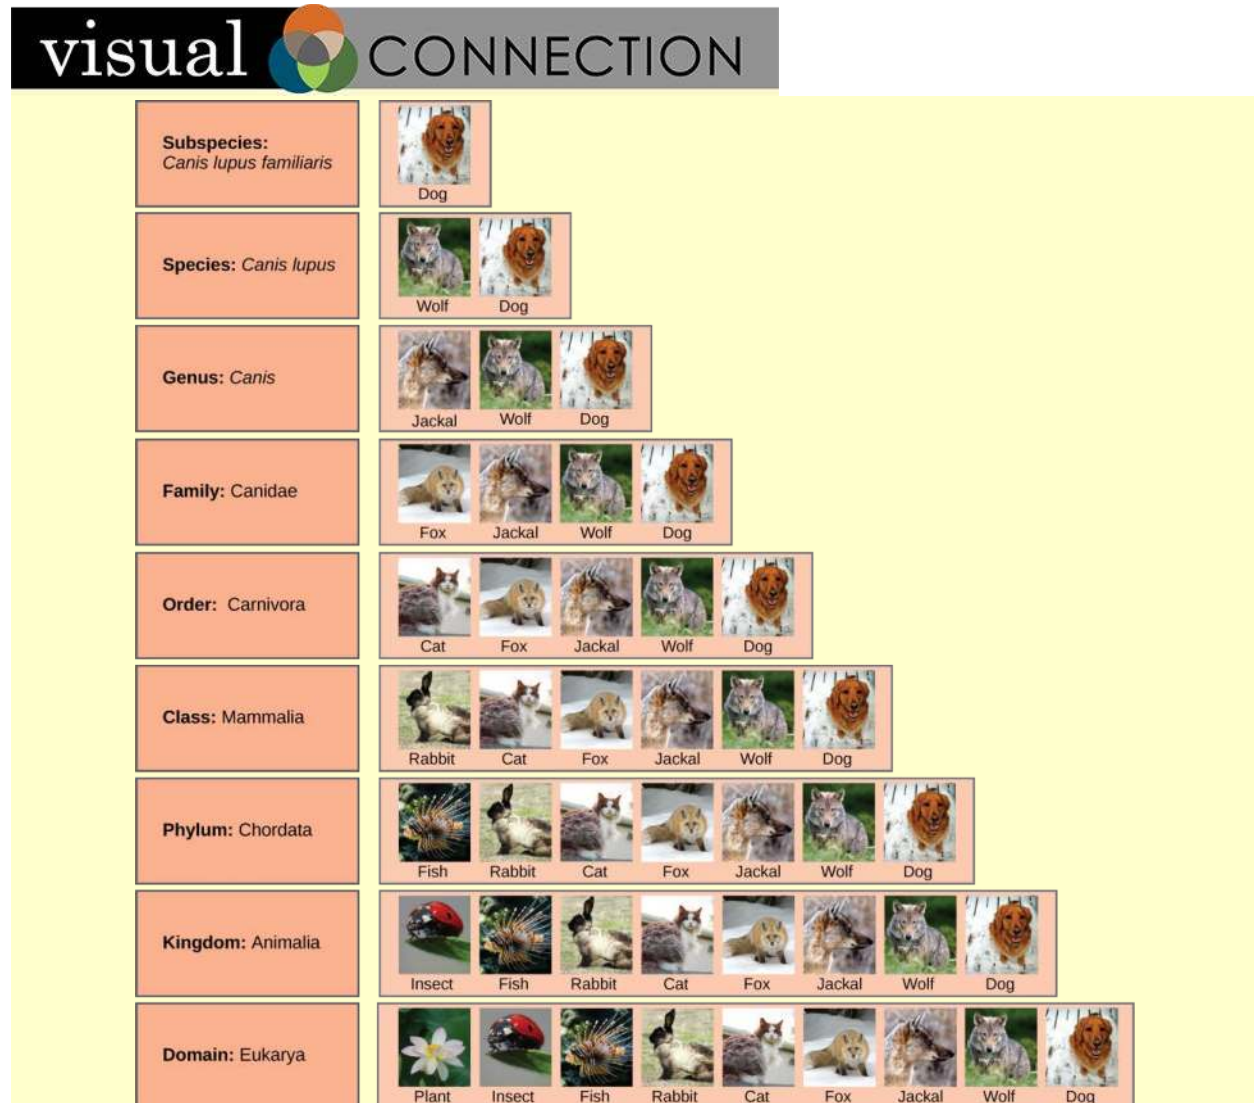 visual CONNECTION
Subspecies:
Canis lupus familiaris
Dog
Species: Canis lupus
Wolf Dog
Genus: Canis
Jackal Wolf Dog
Family: Canidae
Fox Jackal Wolf Dog
Order: Carnivora
Cat Fox Jackal Wolf Dog
Class: Mammalia
Rabbit Cat Fox Jackal Wolf Dog
Phylum: Chordata
Fish Rabbit Cat Fox Jackal Wolf Dog
Kingdom: Animalia
Insect Fish Rabbit Cat Fox Jackal Wolf Dog
Domain: Eukarya
Plant Insect Fish Rabbit Cat Fox Jackal Wolf Dog